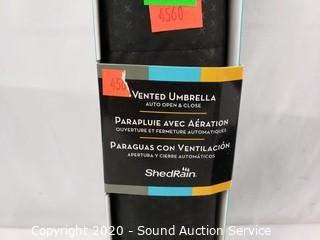 4560
456
VENTED UMBRELLA
AUTO OPEN & CLOSE
PARAPLUIE AVEC AÉRATION
OUVERTURE ET FERMETURE AUTOMATIQUES
PARAGUAS CON VENTILACIÓN
APERTURA Y CIERRE AUTOMÁTICOS
ShedRain
Copyright 2020 - Sound Auction Service